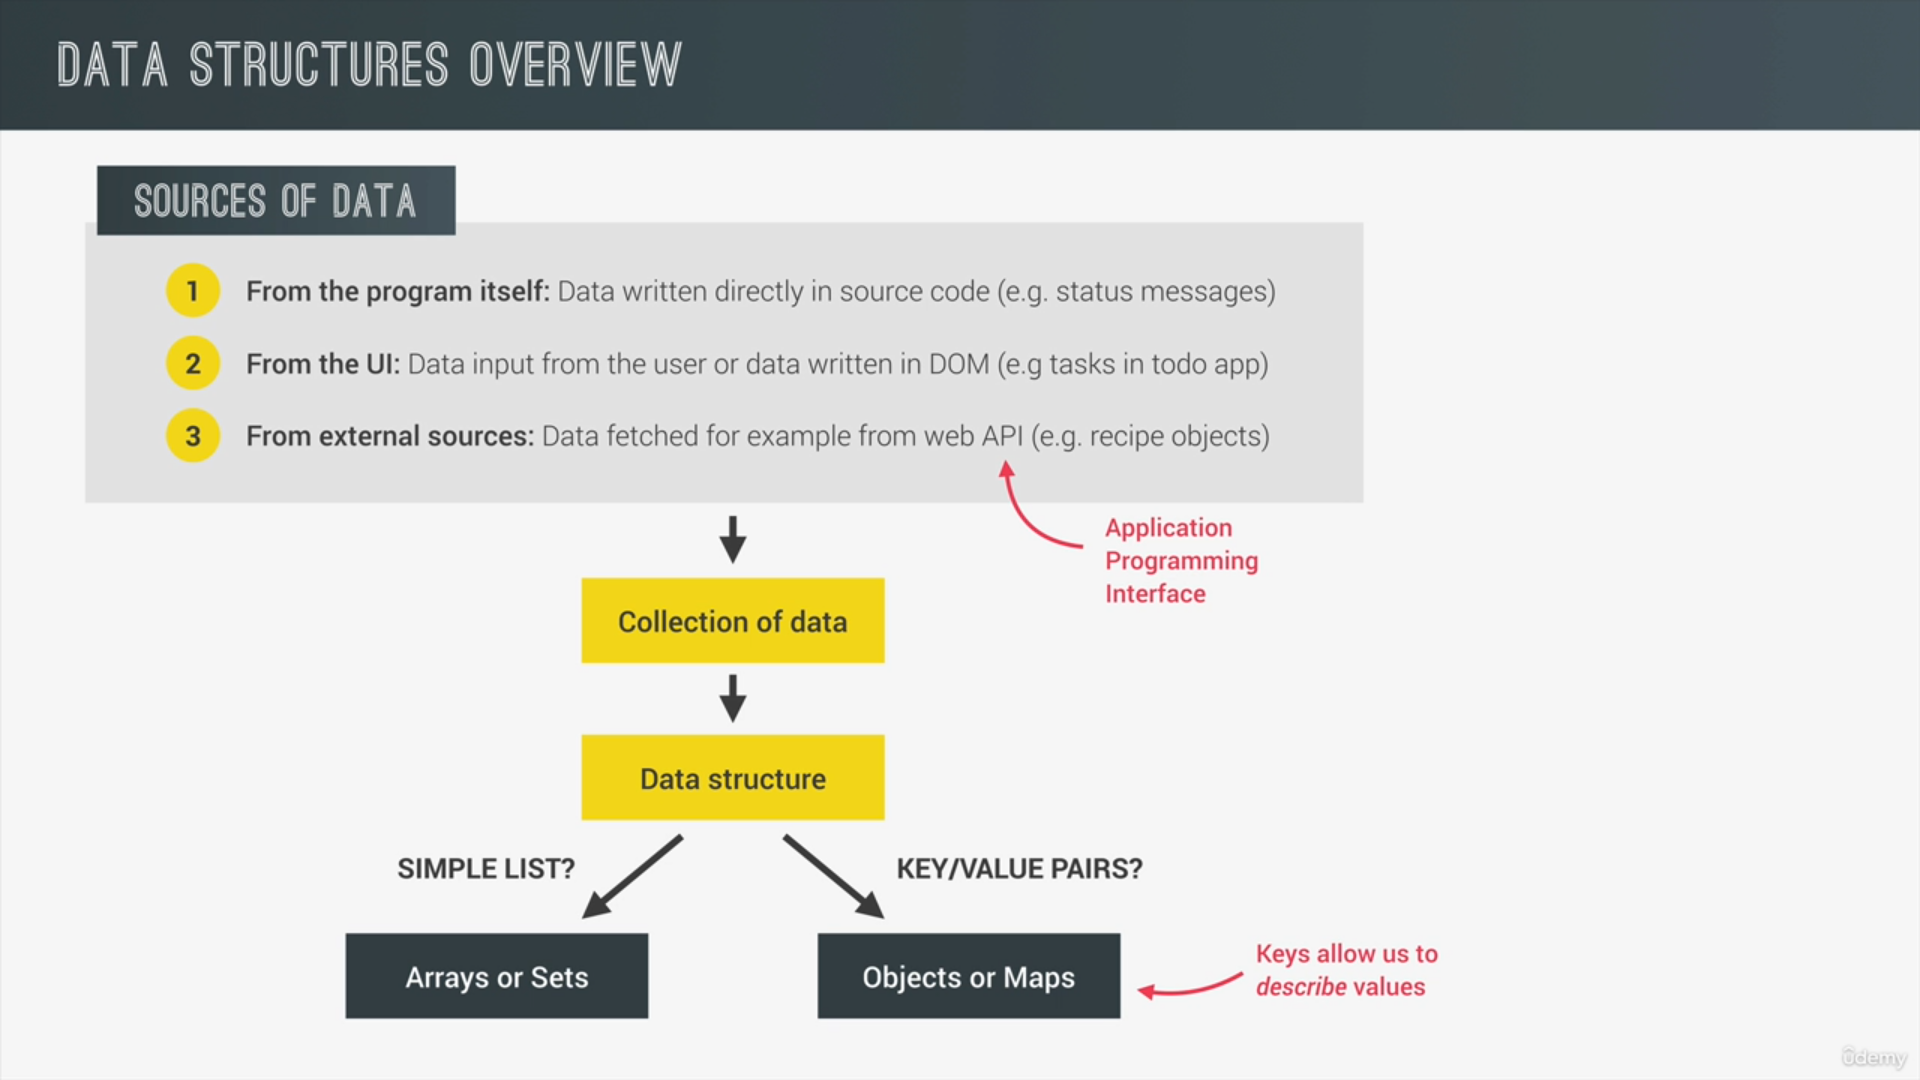 DATA STRUCTURES OVERVIEW
SOURCES OF DATA
1 From the program itself: Data written directly in source code (e.g. status messages)
2 From the UI: Data input from the user or data written in DOM (e.g tasks in todo app)
3 From external sources: Data fetched for example from web API (e.g. recipe objects)
Application
Programming
Interface
Collection of data
Data structure
SIMPLE LIST?
KEY/VALUE PAIRS?
Arrays or Sets
Objects or Maps
Keys allow us to
describe values
ûdemy